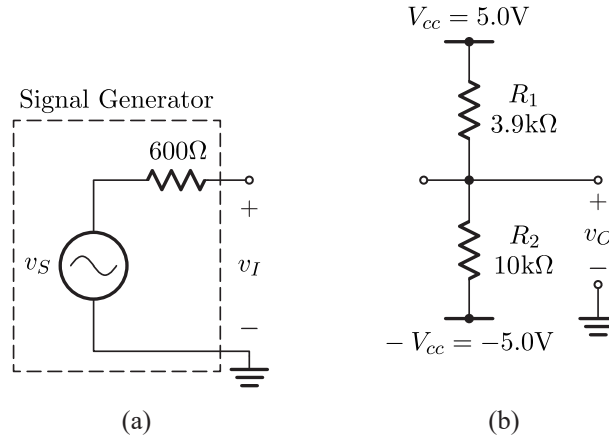 Signal Generator
600Ω
+
v_S
v_I
−
(a)
V_cc = 5.0V
R_1
3.9kΩ
+
v_O
R_2
10kΩ
−
− V_cc = −5.0V
(b)